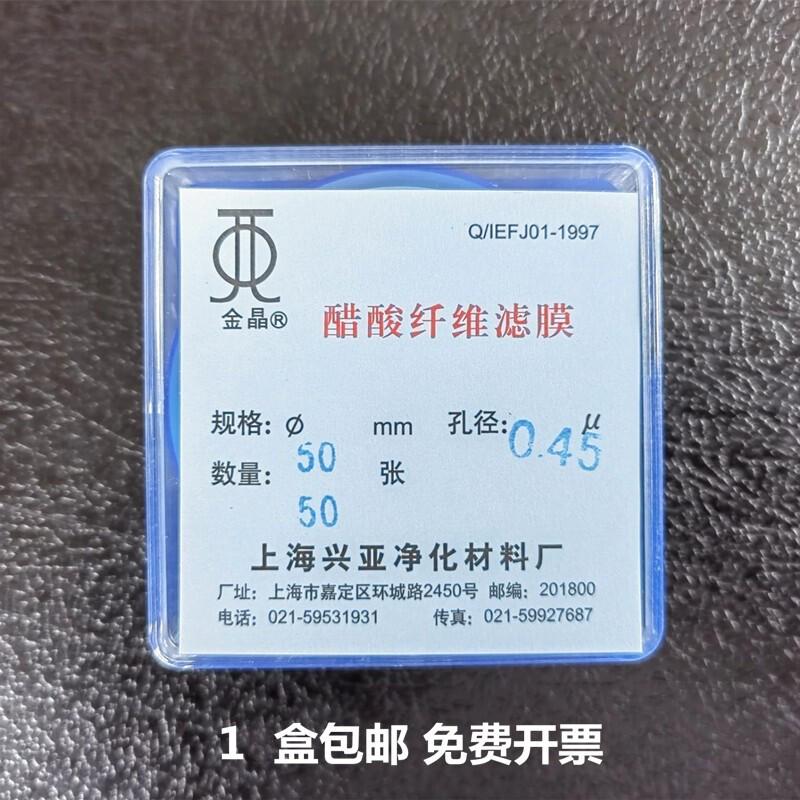 Q/IEFJ01-1997
金晶®
醋酸纤维滤膜
规格: Ø 50 mm 孔径: 0.45 μ
数量: 50 张
上海兴亚净化材料厂
厂址: 上海市嘉定区环城路2450号 邮编: 201800
电话: 021-59531931 传真: 021-59927687
1 盒包邮 免费开票